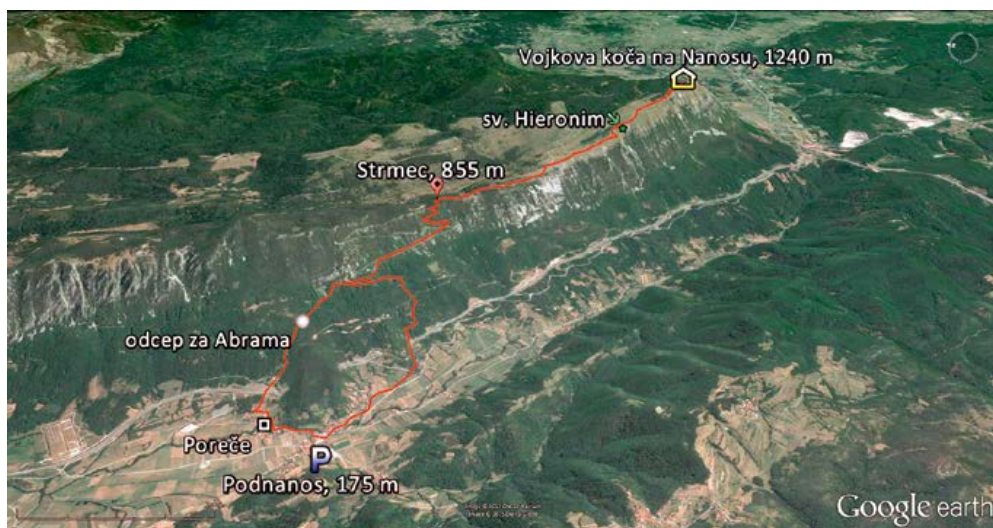 Vojkova koča na Nanosu, 1240 m
sv. Hieronim
Strmec, 855 m
odcep za Abrama
Poreče
P
Podnanos, 175 m
Google earth